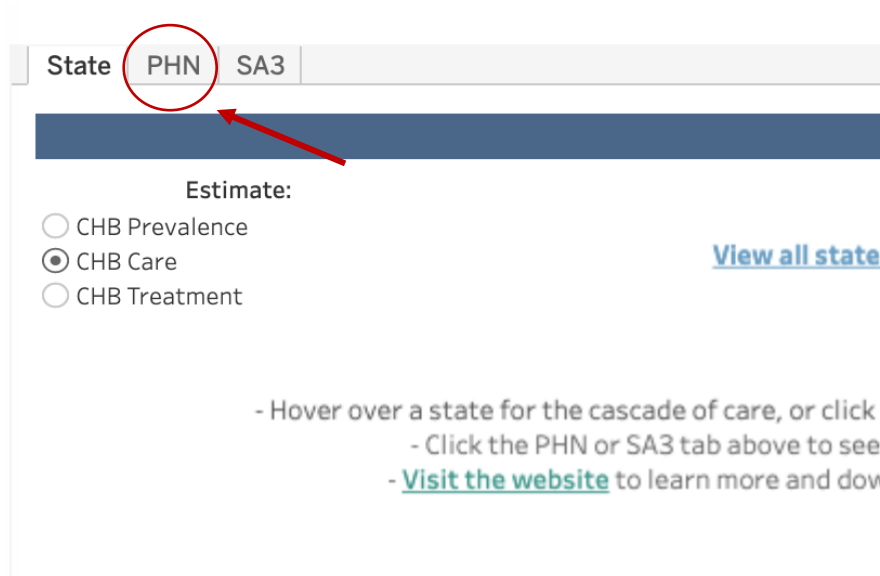 State PHN SA3
Estimate:
CHB Prevalence
CHB Care
CHB Treatment
View all state
- Hover over a state for the cascade of care, or click
- Click the PHN or SA3 tab above to see
- Visit the website to learn more and dow